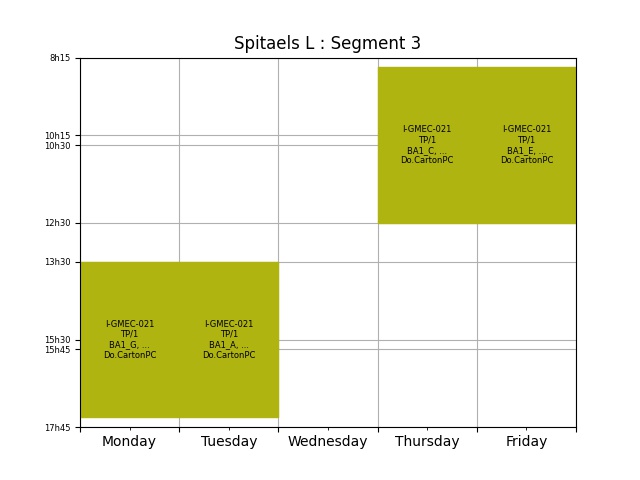 Spitaels L : Segment 3
8h15
10h15
10h30
12h30
13h30
15h30
15h45
17h45
I-GMEC-021
TP/1
BA1_C, ...
Do.CartonPC
I-GMEC-021
TP/1
BA1_E, ...
Do.CartonPC
I-GMEC-021
TP/1
BA1_G, ...
Do.CartonPC
I-GMEC-021
TP/1
BA1_A, ...
Do.CartonPC
Monday
Tuesday
Wednesday
Thursday
Friday